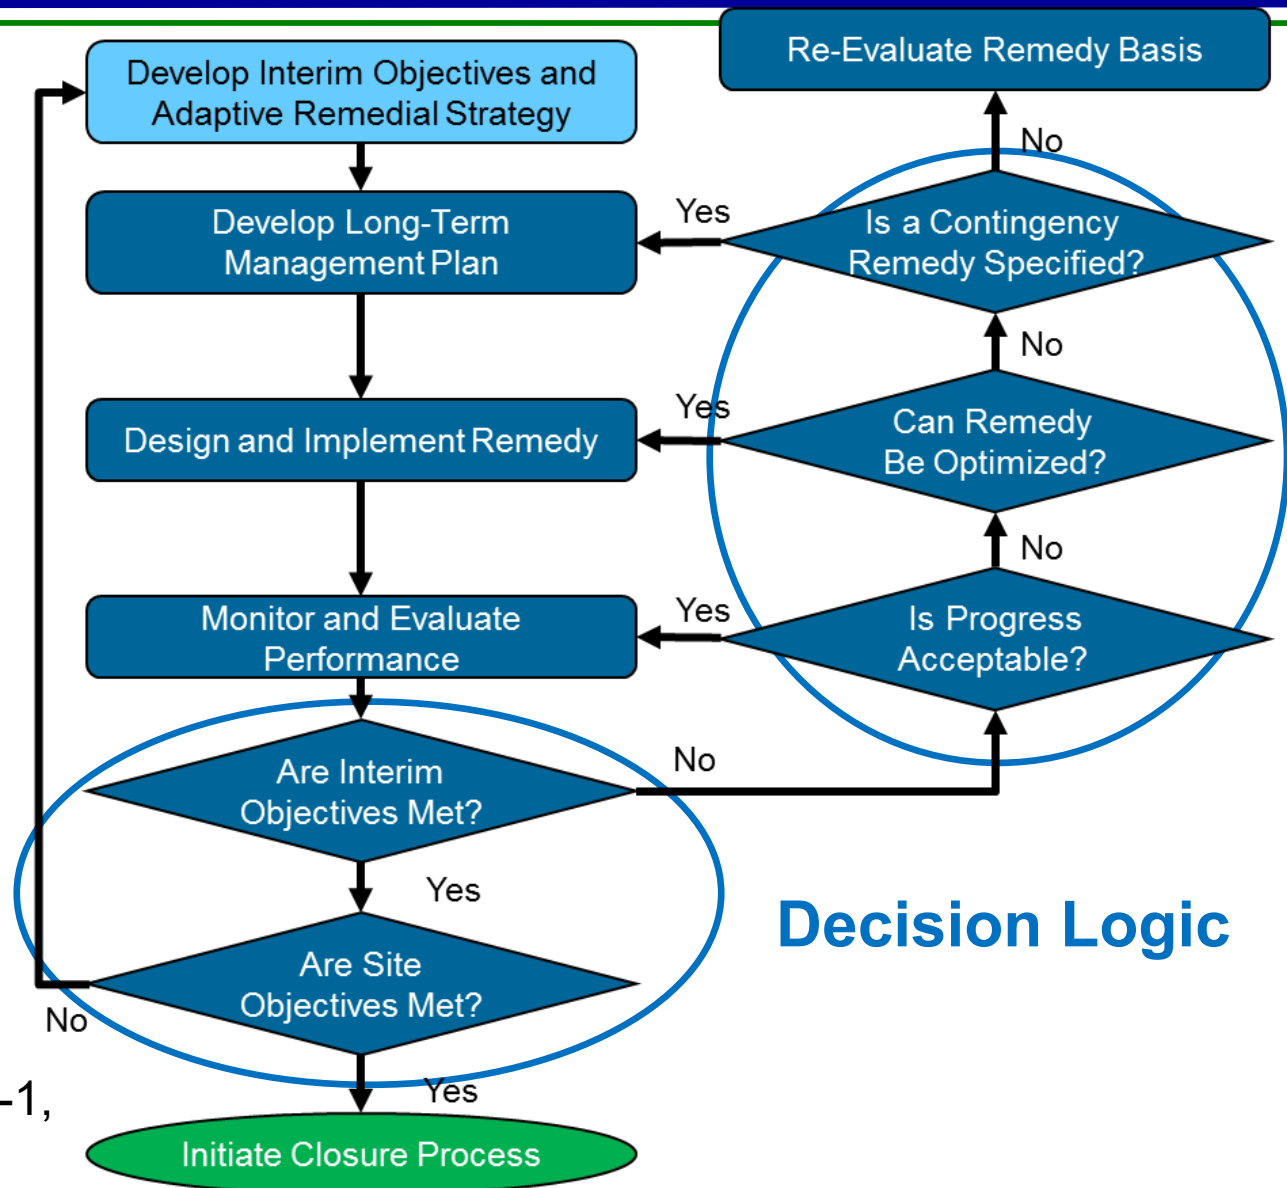 Develop Interim Objectives and
Adaptive Remedial Strategy
Develop Long-Term
Management Plan
Design and Implement Remedy
Monitor and Evaluate
Performance
Are Interim
Objectives Met?
Yes
Are Site
Objectives Met?
No
Yes
Initiate Closure Process
-1,
Re-Evaluate Remedy Basis
No
Is a Contingency
Remedy Specified?
Yes
No
Can Remedy
Be Optimized?
Yes
No
Is Progress
Acceptable?
Yes
No
Decision Logic